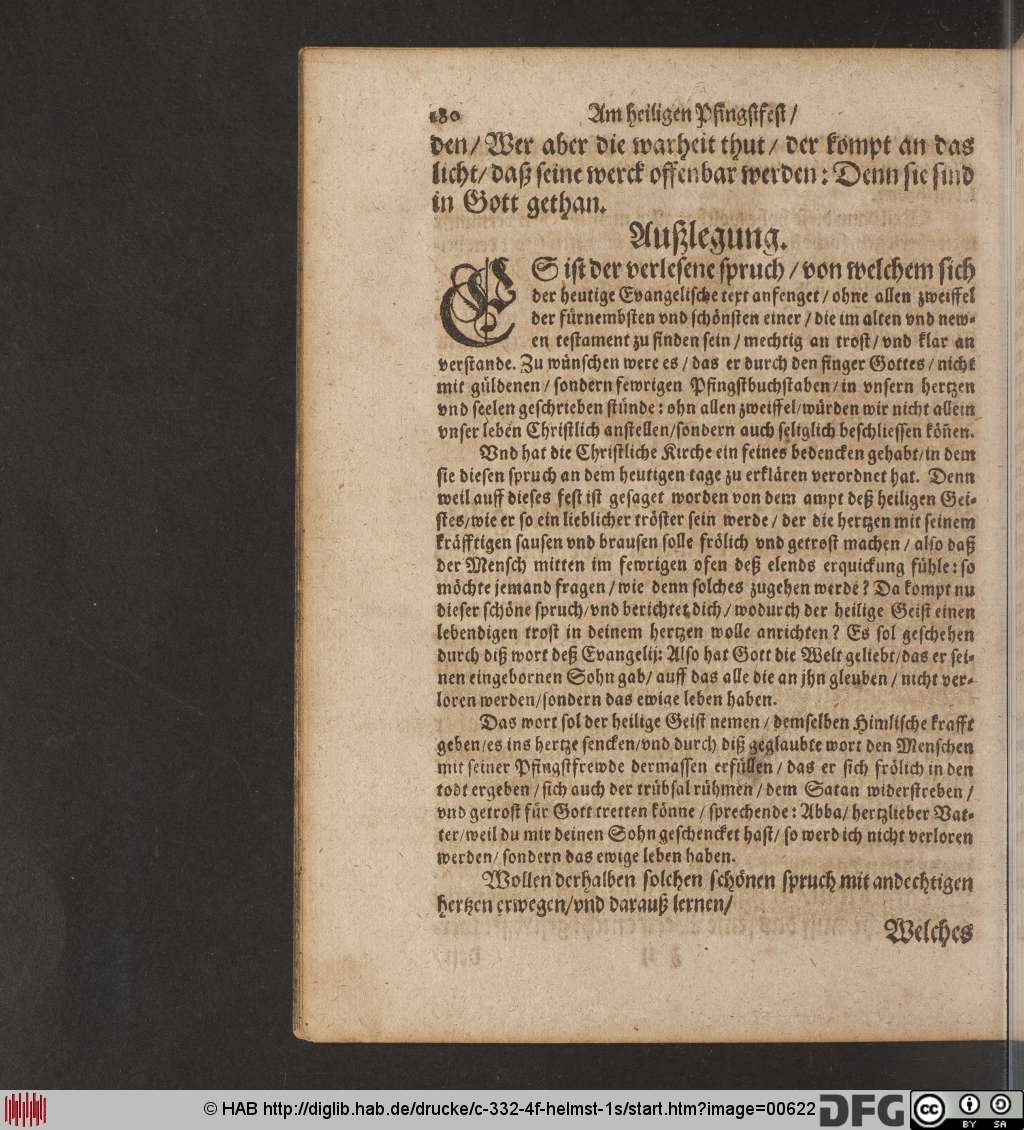 180 Am heiligen Pfingstfest /
den / Wer aber die warheit thut / der kompt an das
licht / daß seine werck offenbar werden : Denn sie sind
in Gott gethan.
Außlegung.
ES ist der verlesene spruch / von welchem sich
der heutige Evangelische text anfenget / ohne allen zweiffel
der fürnembsten vnd schönsten einer / die im alten vnd new-
en testament zu finden sein / mechtig an trost / vnd klar an
verstande. Zu wünschen were es / das er durch den finger Gottes / nicht
mit güldenen / sondern fewrigen Pfingstbuchstaben / in vnsern hertzen
vnd seelen geschrieben stünde : ohn allen zweiffel / würden wir nicht allein
vnser leben Christlich anstellen / sondern auch seliglich beschliessen köñen.
Vnd hat die Christliche Kirche ein feines bedencken gehabt / in dem
sie diesen spruch an dem heutigen tage zu erklären verordnet hat. Denn
weil auff dieses fest ist gesaget worden von dem ampt deß heiligen Gei-
stes / wie er so ein lieblicher tröster sein werde / der die hertzen mit seinem
kräfftigen sausen vnd brausen solle frölich vnd getrost machen / also daß
der Mensch mitten im fewrigen ofen deß elends erquickung fühle : so
möchte jemand fragen / wie denn solches zugehen werde ? Da kompt nu
dieser schöne spruch / vnd berichtet dich / wodurch der heilige Geist einen
lebendigen trost in deinem hertzen wolle anrichten ? Es sol geschehen
durch diß wort deß Evangelij : Also hat Gott die Welt geliebt / das er sei-
nen eingebornen Sohn gab / auff das alle die an jhn gleuben / nicht ver-
loren werden / sondern das ewige leben haben.
Das wort sol der heilige Geist nemen / demselben Himlische krafft
geben / es ins hertze sencken / vnd durch diß geglaubte wort den Menschen
mit seiner Pfingstfrewde dermassen erfüllen / das er sich frölich in den
todt ergeben / sich auch der trübsal rühmen / dem Satan widerstreben /
vnd getrost für Gott tretten könne / sprechende : Abba / hertzlieber Vat-
ter / weil du mir deinen Sohn geschencket hast / so werd ich nicht verloren
werden / sondern das ewige leben haben.
Wollen derhalben solchen schönen spruch mit andechtigen
hertzen erwegen / vnd darauß lernen /
Welches
© HAB http://diglib.hab.de/drucke/c-332-4f-helmst-1s/start.htm?image=00622 DFG cc BY SA